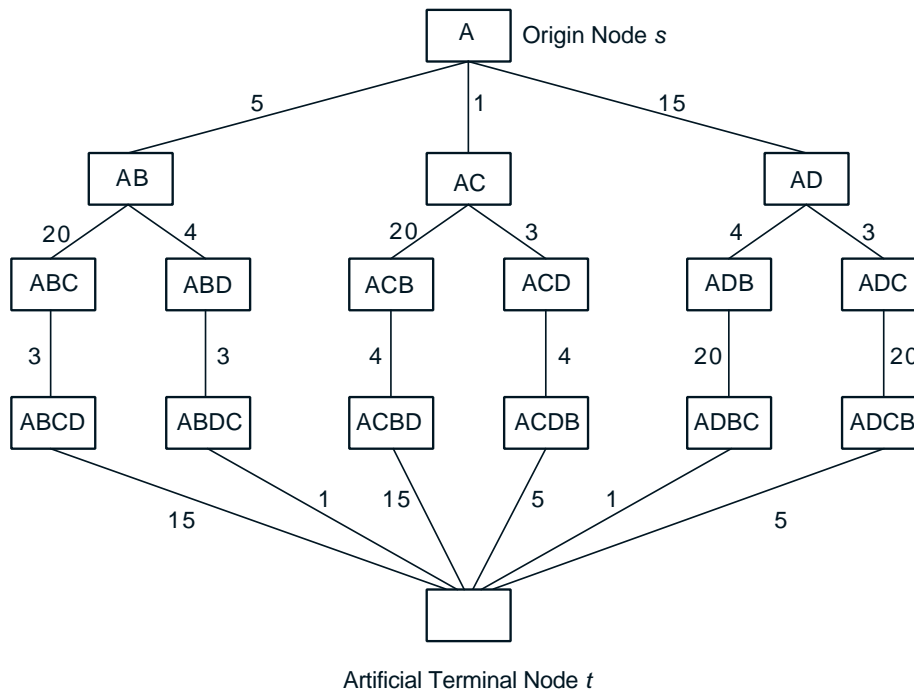 A Origin Node s
5 1 15
AB AC AD
20 4 20 3 4 3
ABC ABD ACB ACD ADB ADC
3 3 4 4 20 20
ABCD ABDC ACBD ACDB ADBC ADCB
15 1 15 5 1 5
Artificial Terminal Node t